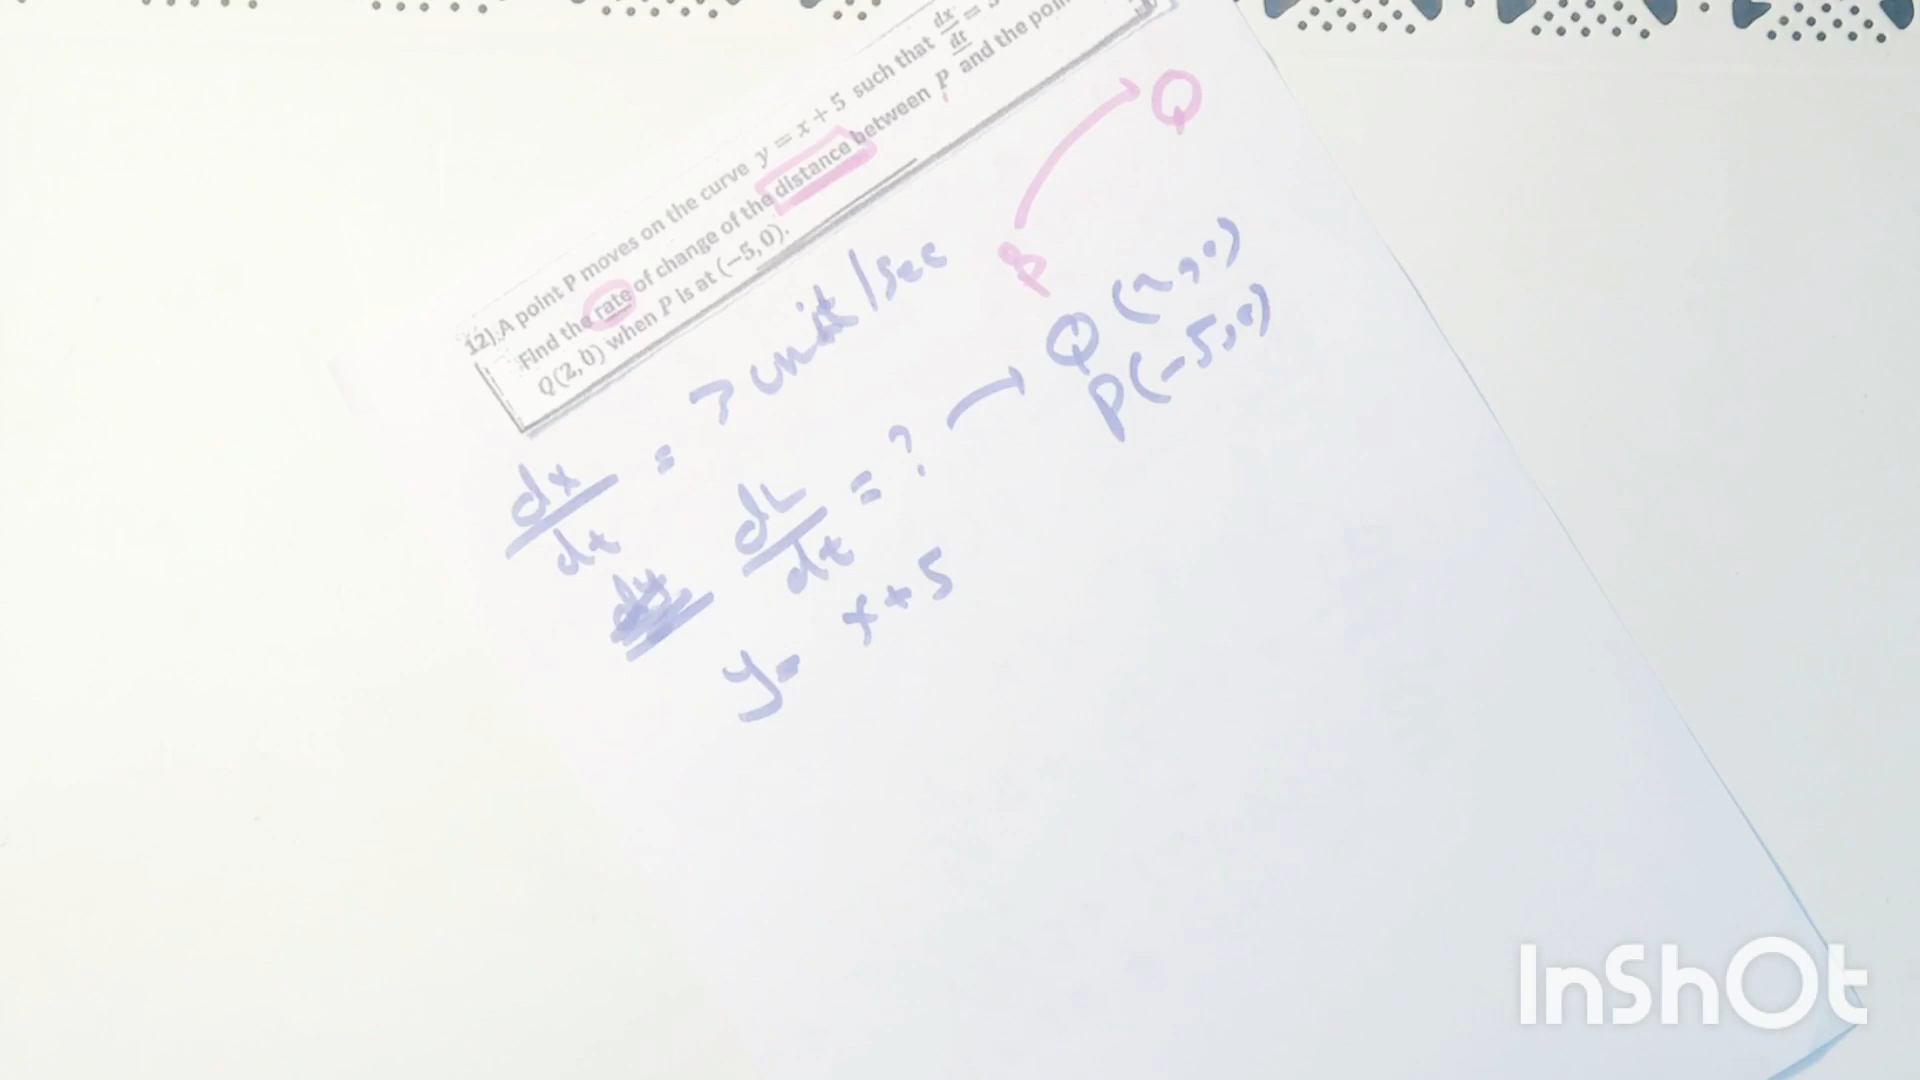 12). A point P moves on the curve y = x + 5 such that dx/dt =
Find the rate of change of the distance between P and the
Q(2, 0) when P is at (−5, 0).
P → Q
dx/dt = unit/sec
dL/dt = ? → Q (2,0)
P(-5,0)
y = x+5
InShOt